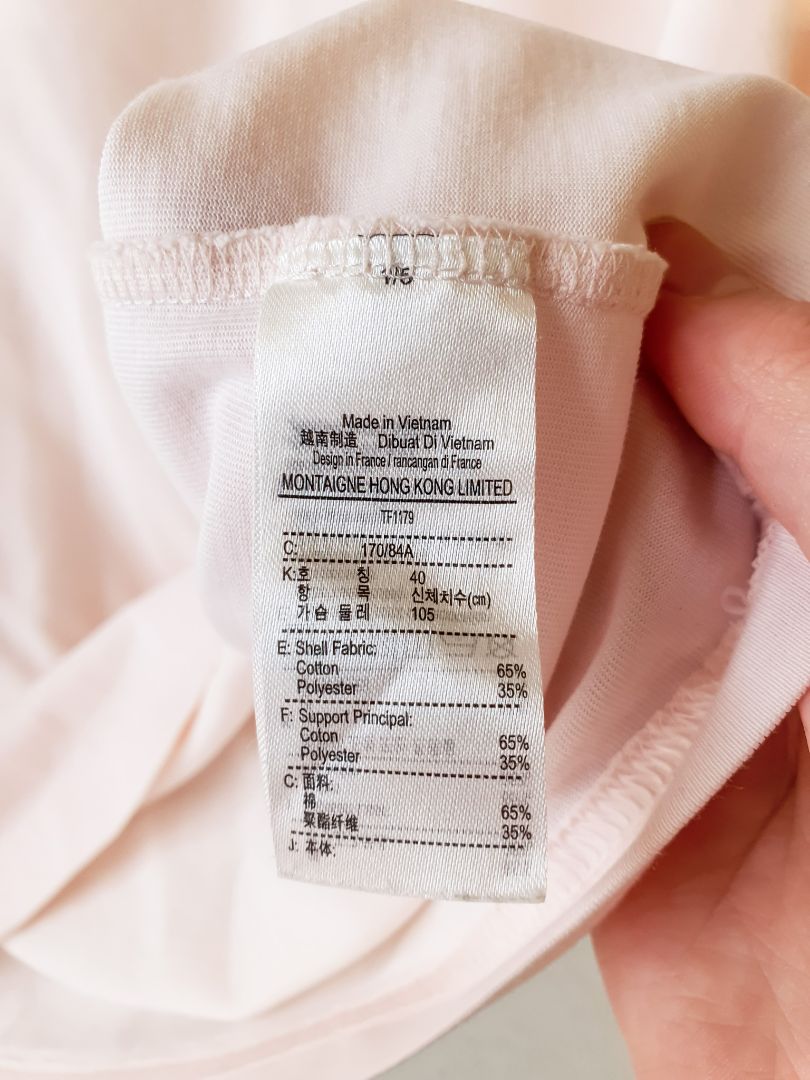 Made in Vietnam
越南制造 Dibuat Di Vietnam
Design in France / rancangan di France
MONTAIGNE HONG KONG LIMITED
TF1179
C: 170/84A
K:호 칭 40
항 목 신체치수(cm)
가슴 둘레 105
E: Shell Fabric:
Cotton 65%
Polyester 35%
F: Support Principal:
Coton 65%
Polyester 35%
C: 面料:
棉 65%
聚酯纤维 35%
J: 本体: